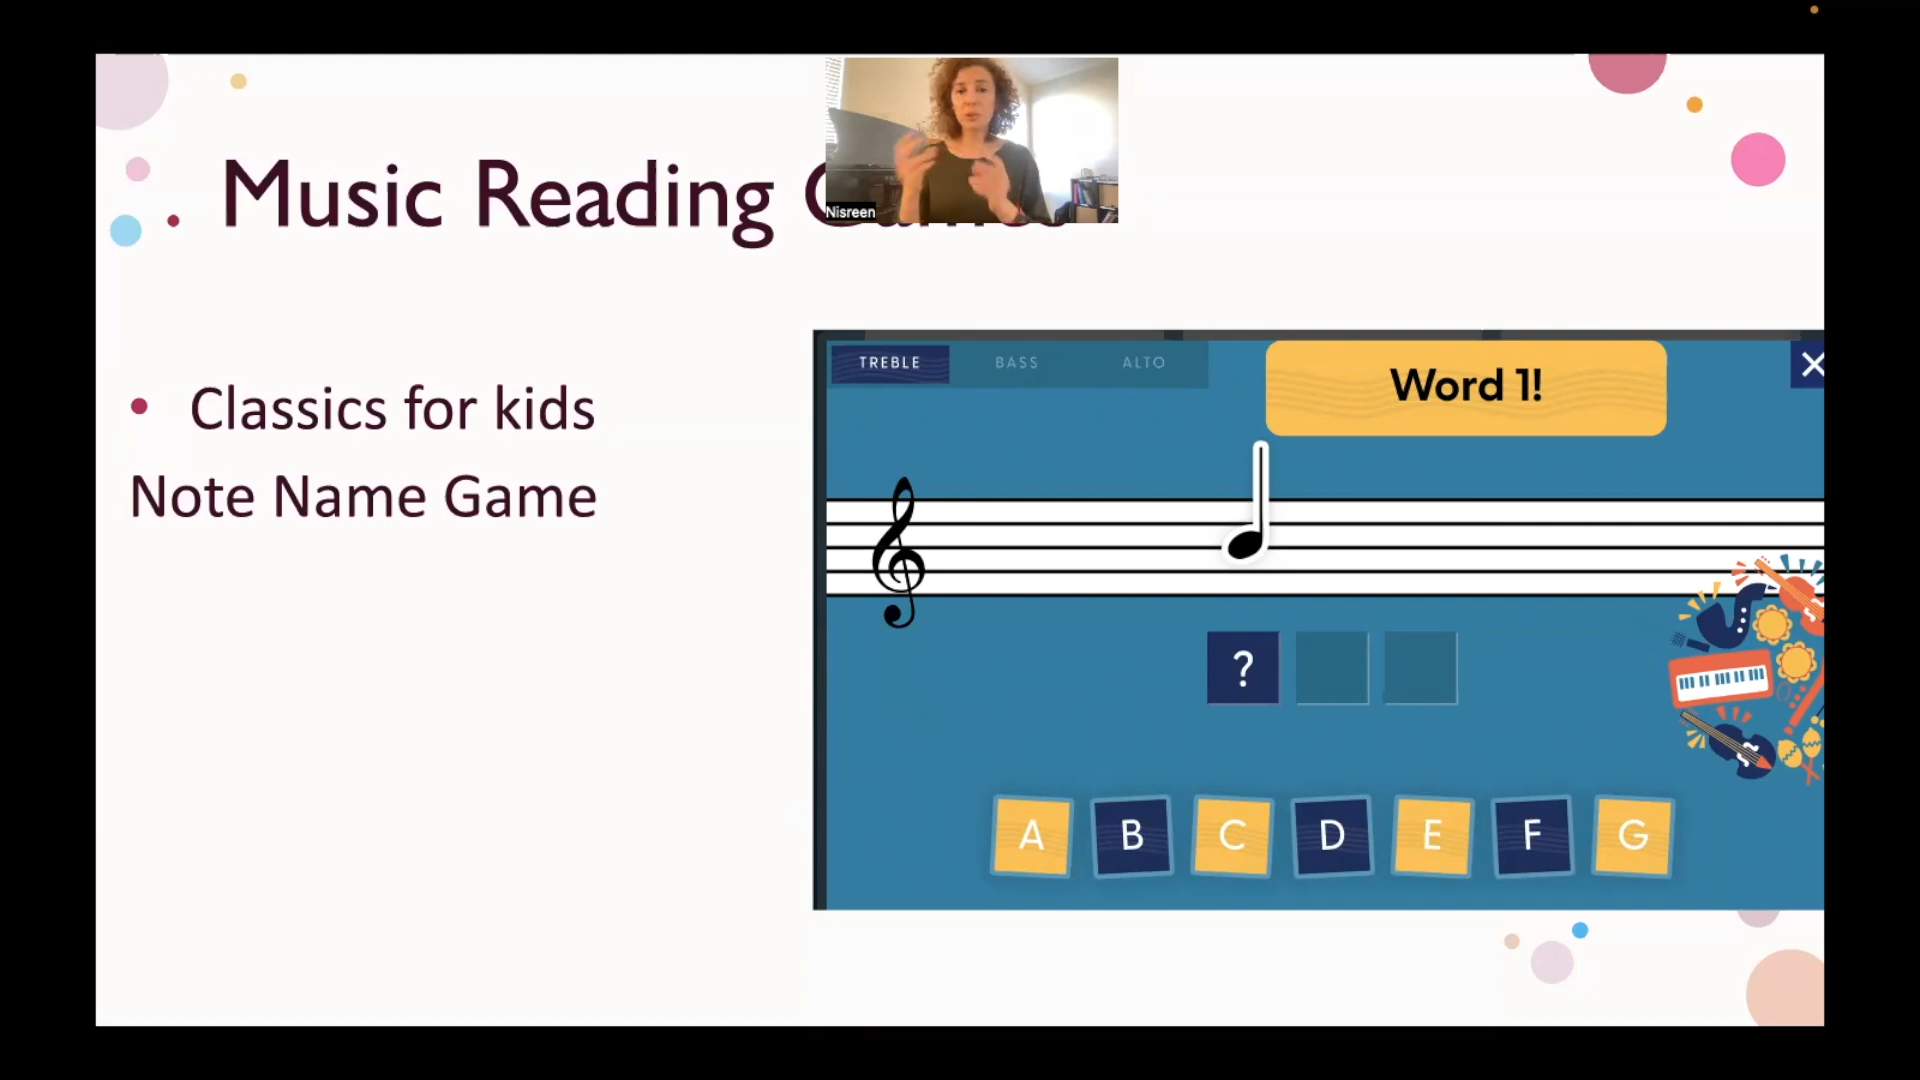 Music Reading
Nisreen
Classics for kids
Note Name Game
TREBLE BASS ALTO
Word 1!
?
A B C D E F G